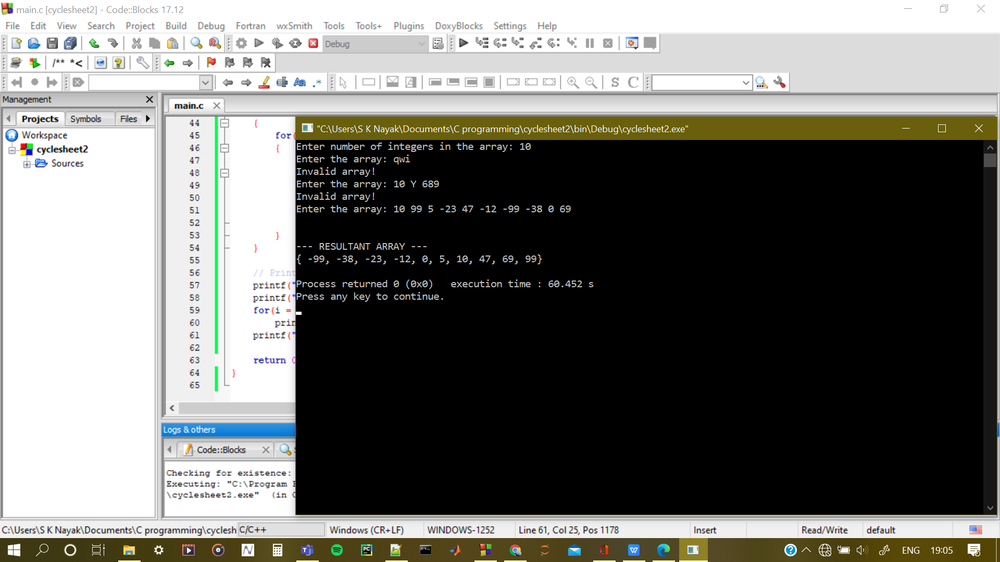 main.c [cyclesheet2] - Code::Blocks 17.12
File Edit View Search Project Build Debug Fortran wxSmith Tools Tools+ Plugins DoxyBlocks Settings Help
Debug
/** *<
Aa .*
S C
Management
main.c
Projects Symbols Files
Workspace
cyclesheet2
Sources
44 {
45 for(
46 {
47
48
49
50
51
52
53 }
54 }
55
56 // Print
57 printf("
58 printf("
59 for(i =
60 prin
61 printf("
62
63 return 0
64 }
65
"C:\Users\S K Nayak\Documents\C programming\cyclesheet2\bin\Debug\cyclesheet2.exe"
Enter number of integers in the array: 10
Enter the array: qwi
Invalid array!
Enter the array: 10 Y 689
Invalid array!
Enter the array: 10 99 5 -23 47 -12 -99 -38 0 69
--- RESULTANT ARRAY ---
{ -99, -38, -23, -12, 0, 5, 10, 47, 69, 99}
Process returned 0 (0x0)   execution time : 60.452 s
Press any key to continue.
Logs & others
Code::Blocks
Checking for existence:
Executing: "C:\Program
\cyclesheet2.exe" (in
C:\Users\S K Nayak\Documents\C programming\cyclesh C/C++ Windows (CR+LF) WINDOWS-1252 Line 61, Col 25, Pos 1178 Insert Read/Write default
ENG 19:05